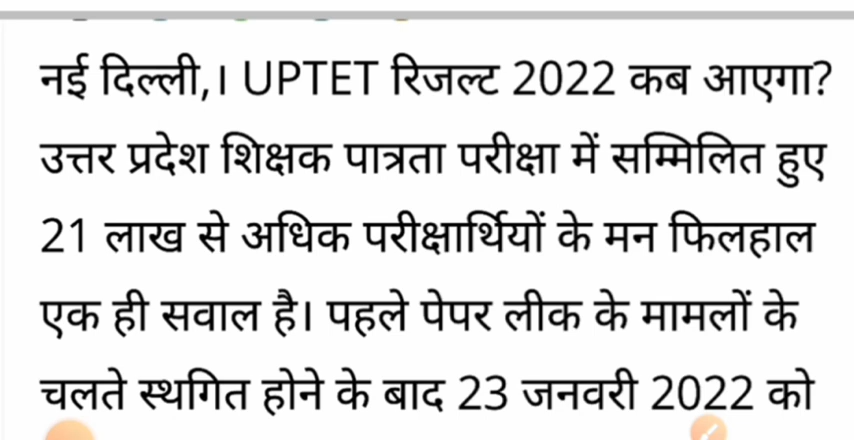 नई दिल्ली,। UPTET रिजल्ट 2022 कब आएगा?
उत्तर प्रदेश शिक्षक पात्रता परीक्षा में सम्मिलित हुए
21 लाख से अधिक परीक्षार्थियों के मन फिलहाल
एक ही सवाल है। पहले पेपर लीक के मामलों के
चलते स्थगित होने के बाद 23 जनवरी 2022 को